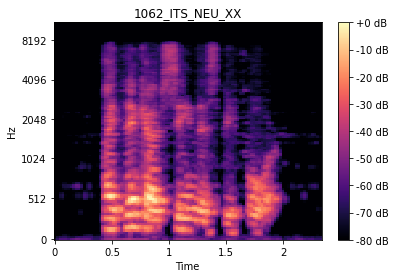 1062_ITS_NEU_XX
+0 dB
8192
-10 dB
4096
-20 dB
-30 dB
2048
Hz
-40 dB
1024
-50 dB
512
-60 dB
-70 dB
0
-80 dB
0 0.5 1 1.5 2
Time